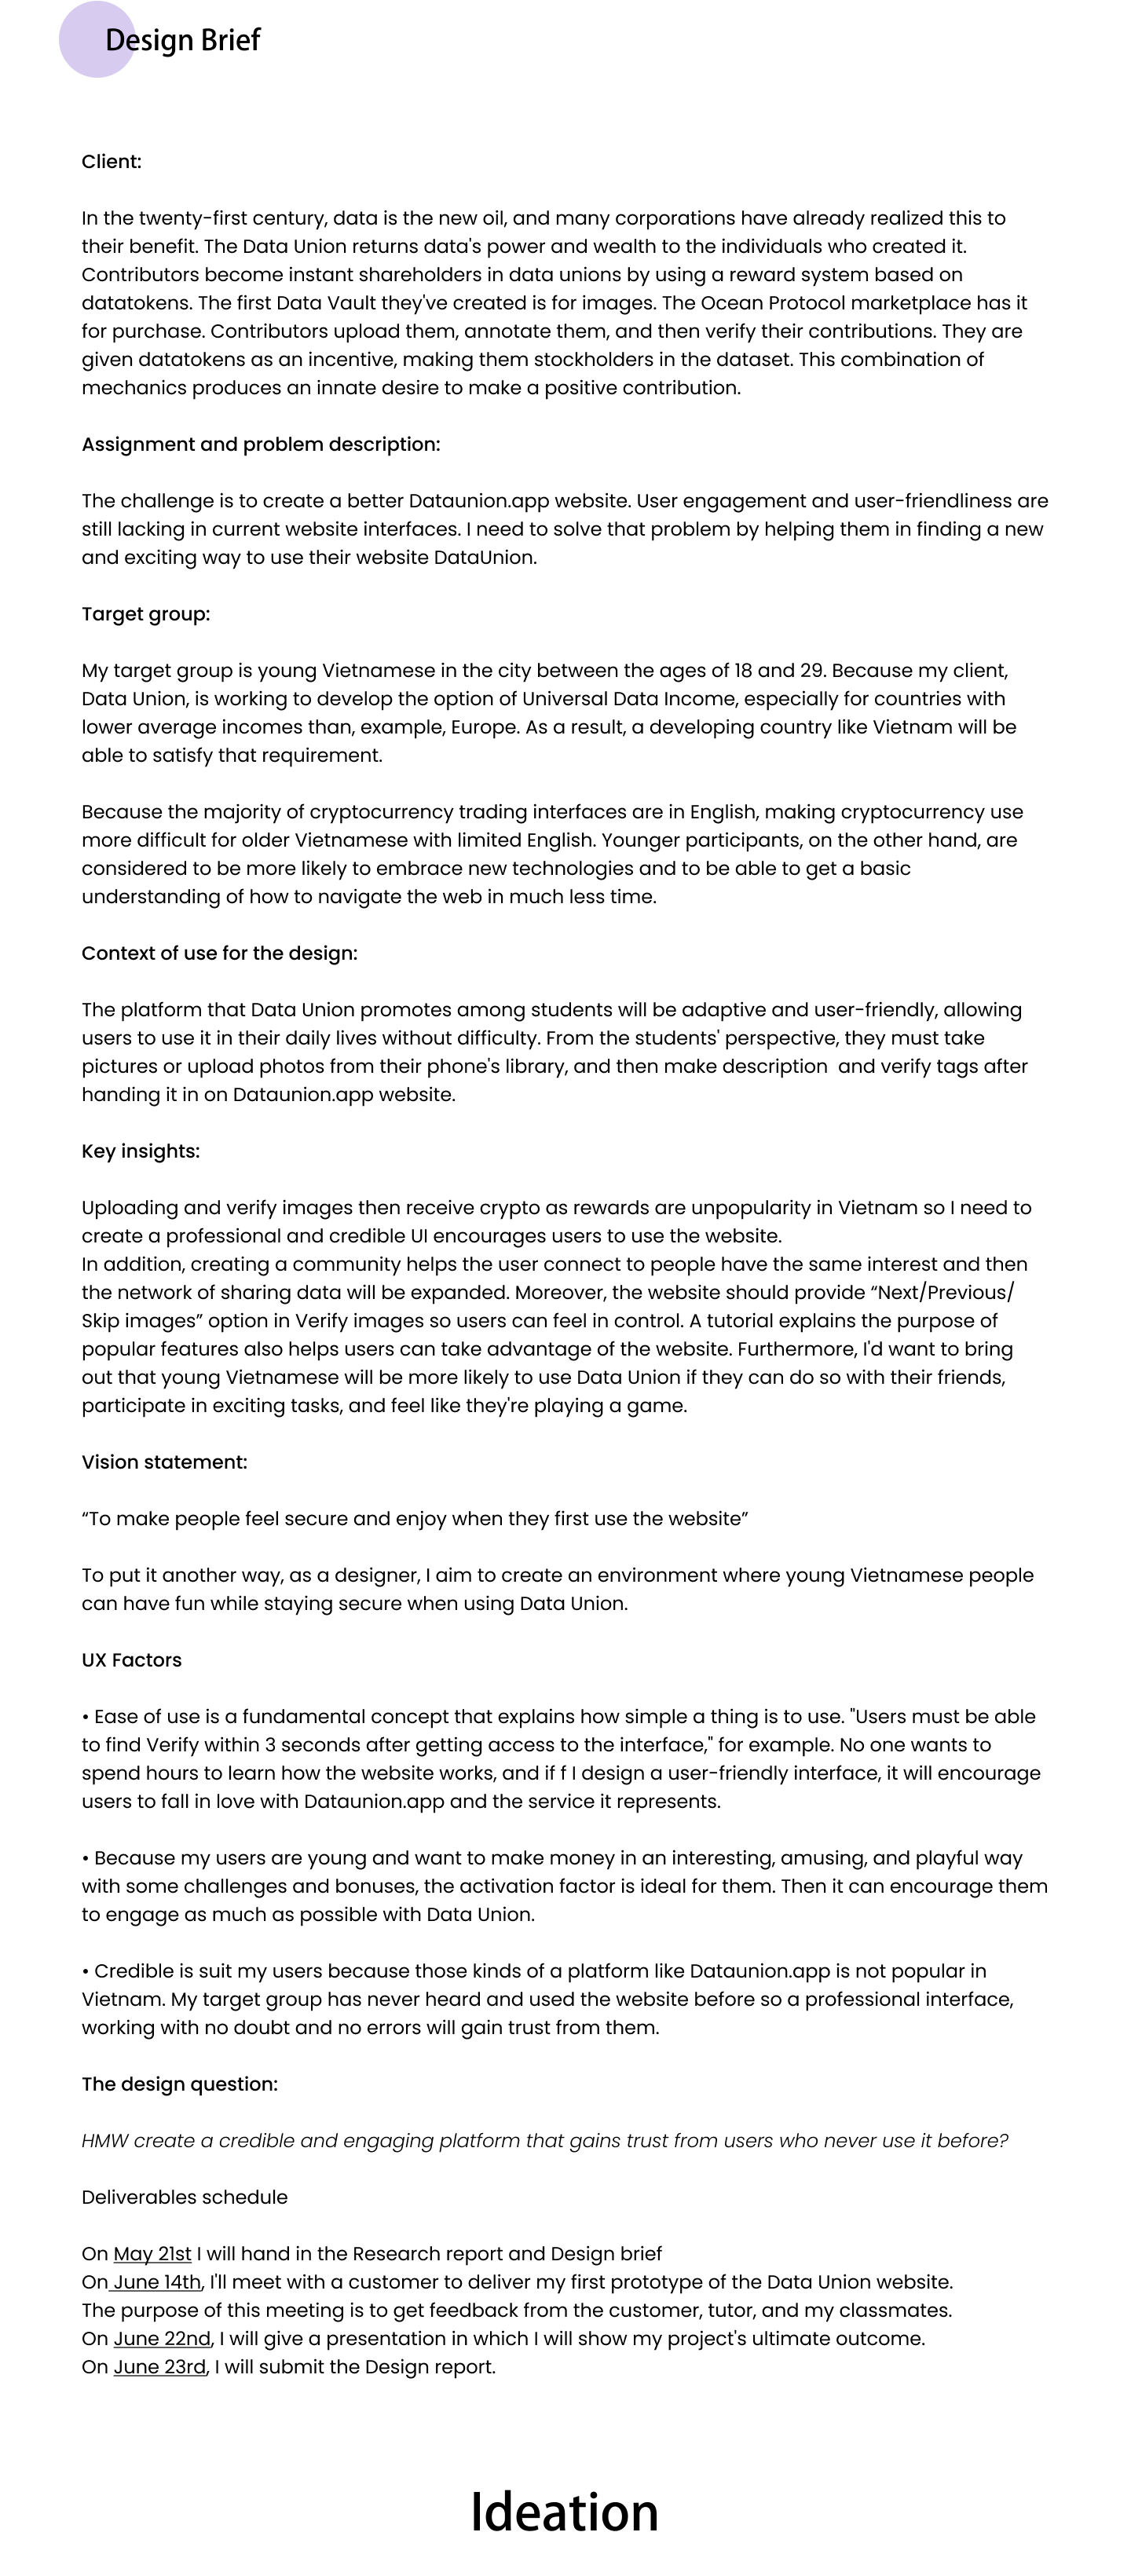 Design Brief
Client:
In the twenty-first century, data is the new oil, and many corporations have already realized this to
their benefit. The Data Union returns data's power and wealth to the individuals who created it.
Contributors become instant shareholders in data unions by using a reward system based on
datatokens. The first Data Vault they've created is for images. The Ocean Protocol marketplace has it
for purchase. Contributors upload them, annotate them, and then verify their contributions. They are
given datatokens as an incentive, making them stockholders in the dataset. This combination of
mechanics produces an innate desire to make a positive contribution.
Assignment and problem description:
The challenge is to create a better Dataunion.app website. User engagement and user-friendliness are
still lacking in current website interfaces. I need to solve that problem by helping them in finding a new
and exciting way to use their website DataUnion.
Target group:
My target group is young Vietnamese in the city between the ages of 18 and 29. Because my client,
Data Union, is working to develop the option of Universal Data Income, especially for countries with
lower average incomes than, example, Europe. As a result, a developing country like Vietnam will be
able to satisfy that requirement.
Because the majority of cryptocurrency trading interfaces are in English, making cryptocurrency use
more difficult for older Vietnamese with limited English. Younger participants, on the other hand, are
considered to be more likely to embrace new technologies and to be able to get a basic
understanding of how to navigate the web in much less time.
Context of use for the design:
The platform that Data Union promotes among students will be adaptive and user-friendly, allowing
users to use it in their daily lives without difficulty. From the students' perspective, they must take
pictures or upload photos from their phone's library, and then make description  and verify tags after
handing it in on Dataunion.app website.
Key insights:
Uploading and verify images then receive crypto as rewards are unpopularity in Vietnam so I need to
create a professional and credible UI encourages users to use the website.
In addition, creating a community helps the user connect to people have the same interest and then
the network of sharing data will be expanded. Moreover, the website should provide “Next/Previous/
Skip images” option in Verify images so users can feel in control. A tutorial explains the purpose of
popular features also helps users can take advantage of the website. Furthermore, I'd want to bring
out that young Vietnamese will be more likely to use Data Union if they can do so with their friends,
participate in exciting tasks, and feel like they're playing a game.
Vision statement:
“To make people feel secure and enjoy when they first use the website”
To put it another way, as a designer, I aim to create an environment where young Vietnamese people
can have fun while staying secure when using Data Union.
UX Factors
• Ease of use is a fundamental concept that explains how simple a thing is to use. "Users must be able
to find Verify within 3 seconds after getting access to the interface," for example. No one wants to
spend hours to learn how the website works, and if f I design a user-friendly interface, it will encourage
users to fall in love with Dataunion.app and the service it represents.
• Because my users are young and want to make money in an interesting, amusing, and playful way
with some challenges and bonuses, the activation factor is ideal for them. Then it can encourage them
to engage as much as possible with Data Union.
• Credible is suit my users because those kinds of a platform like Dataunion.app is not popular in
Vietnam. My target group has never heard and used the website before so a professional interface,
working with no doubt and no errors will gain trust from them.
The design question:
HMW create a credible and engaging platform that gains trust from users who never use it before?
Deliverables schedule
On May 21st I will hand in the Research report and Design brief
On June 14th, I'll meet with a customer to deliver my first prototype of the Data Union website.
The purpose of this meeting is to get feedback from the customer, tutor, and my classmates.
On June 22nd, I will give a presentation in which I will show my project's ultimate outcome.
On June 23rd, I will submit the Design report.
Ideation